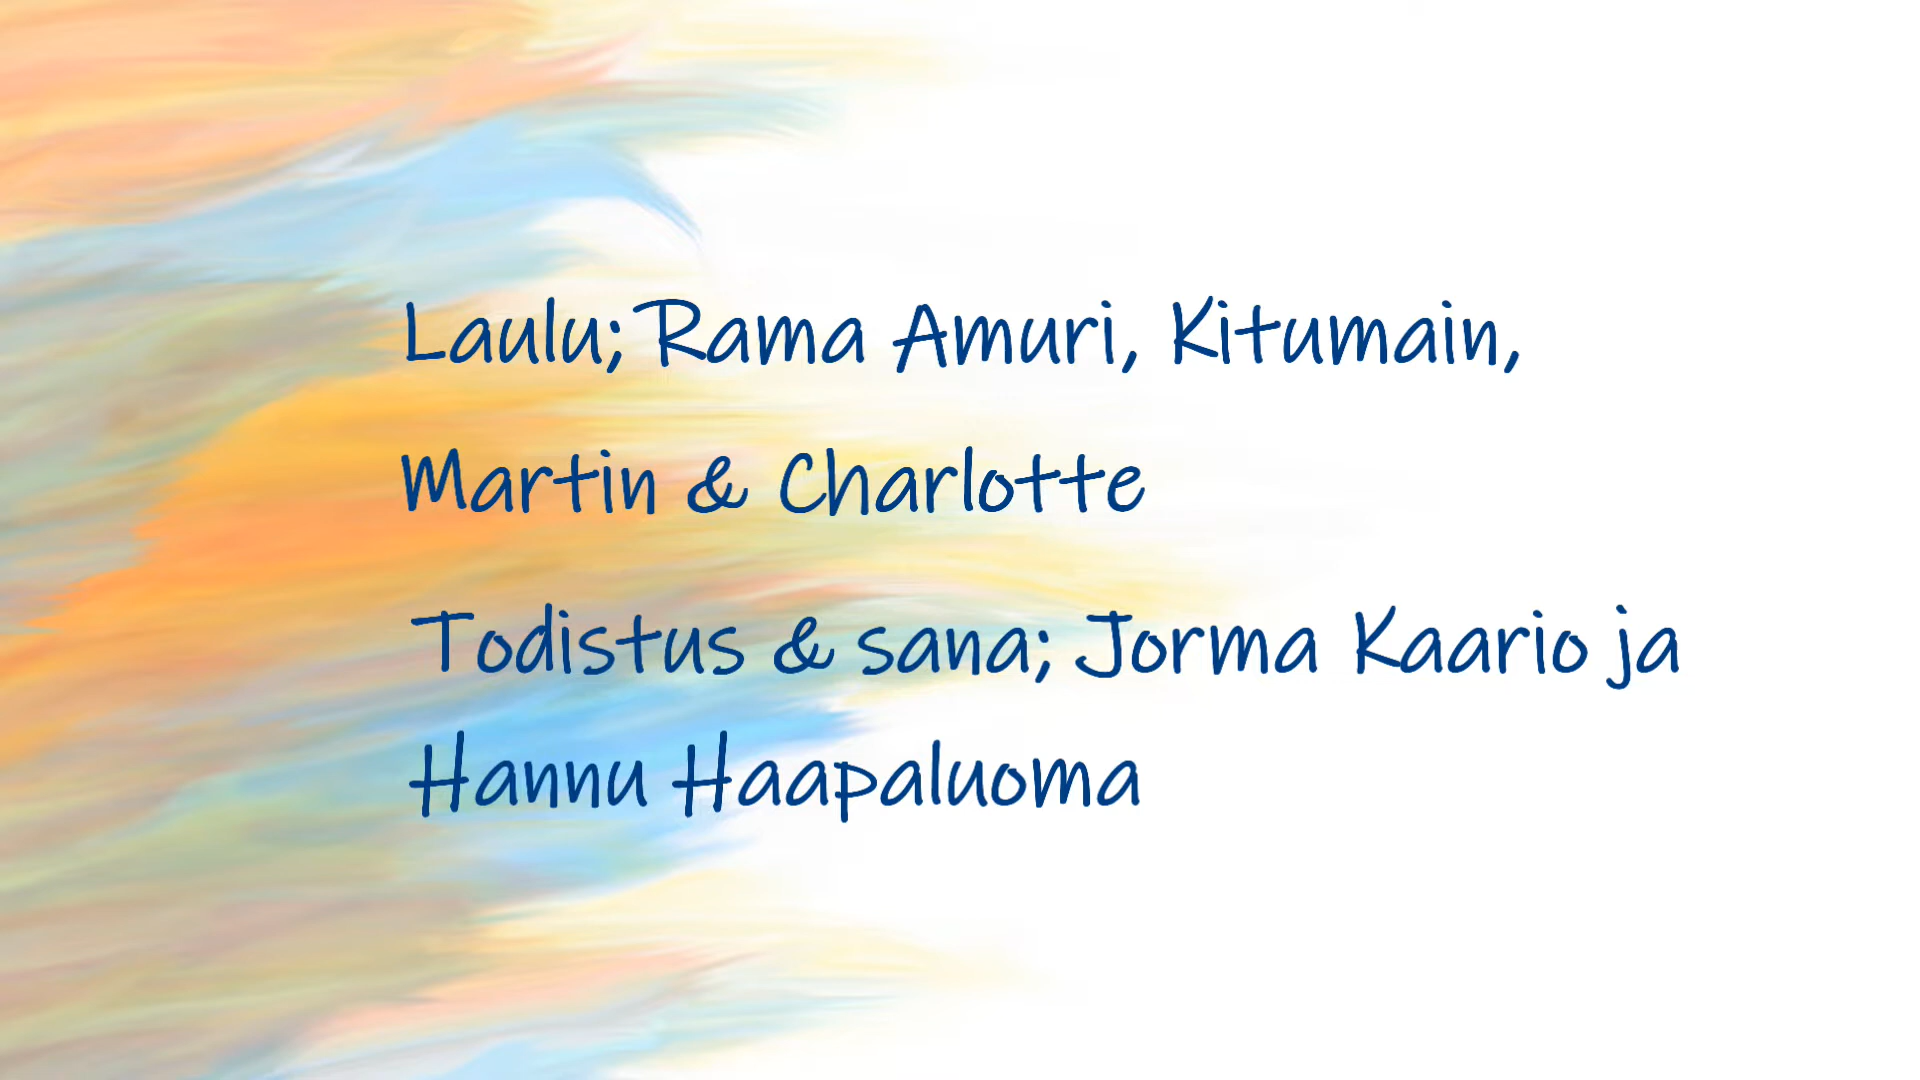 Laulu; Rama Amuri, Kitumain,
Martin & Charlotte
Todistus & sana; Jorma Kaario ja
Hannu Haapaluoma